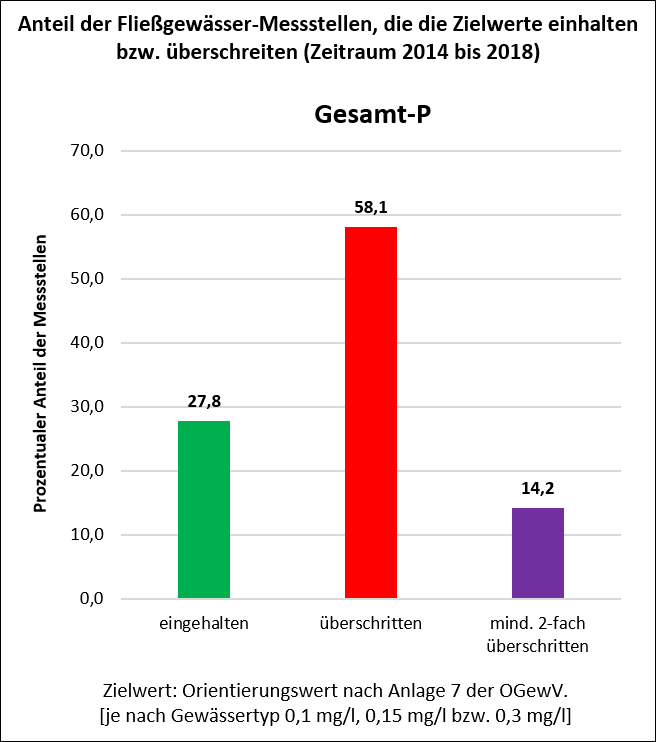 Anteil der Fließgewässer-Messstellen, die die Zielwerte einhalten
bzw. überschreiten (Zeitraum 2014 bis 2018)
Gesamt-P
Prozentualer Anteil der Messstellen
70,0
60,0
50,0
40,0
30,0
20,0
10,0
0,0
27,8
58,1
14,2
eingehalten
überschritten
mind. 2-fach
überschritten
Zielwert: Orientierungswert nach Anlage 7 der OGewV.
[je nach Gewässertyp 0,1 mg/l, 0,15 mg/l bzw. 0,3 mg/l]